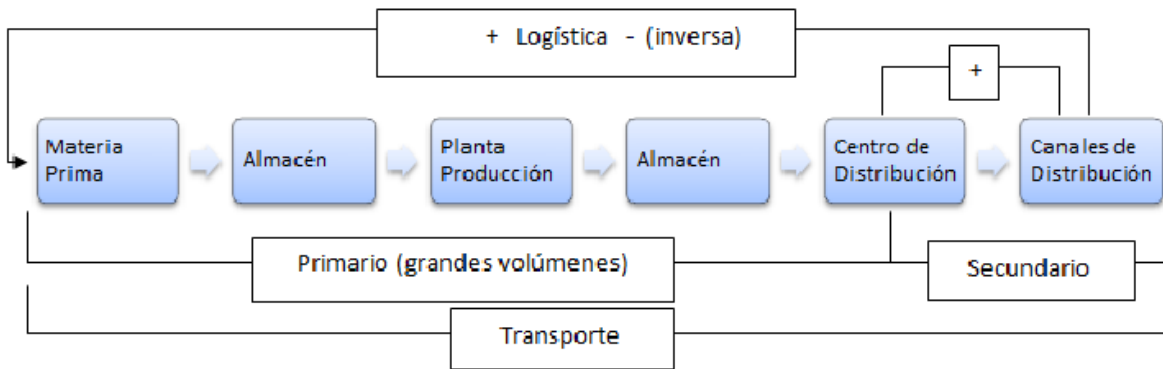 + Logística - (inversa)
+
Materia
Prima
Almacén
Planta
Producción
Almacén
Centro de
Distribución
Canales de
Distribución
Primario (grandes volúmenes)
Secundario
Transporte